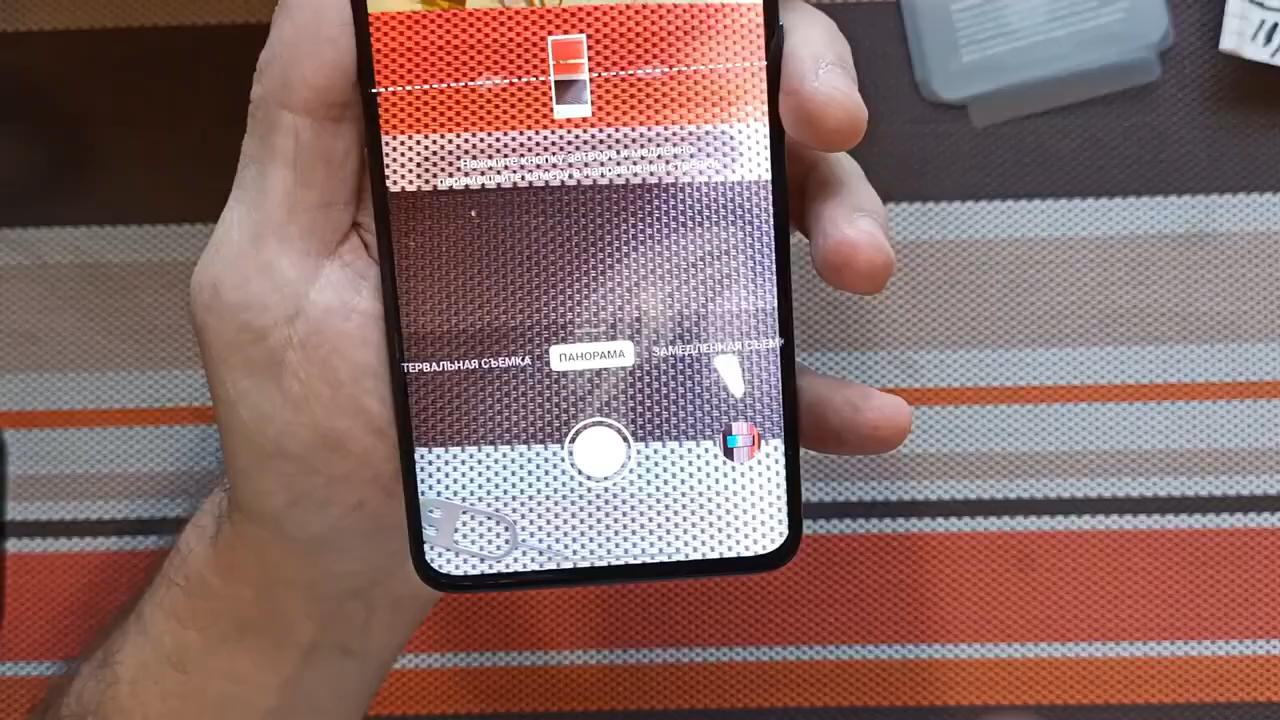 Нажмите кнопку затвора и медленно
перемещайте камеру в направлении стрелки.
ТЕРВАЛЬНАЯ СЪЕМКА ПАНОРАМА ЗАМЕДЛЕННАЯ СЪЕМК